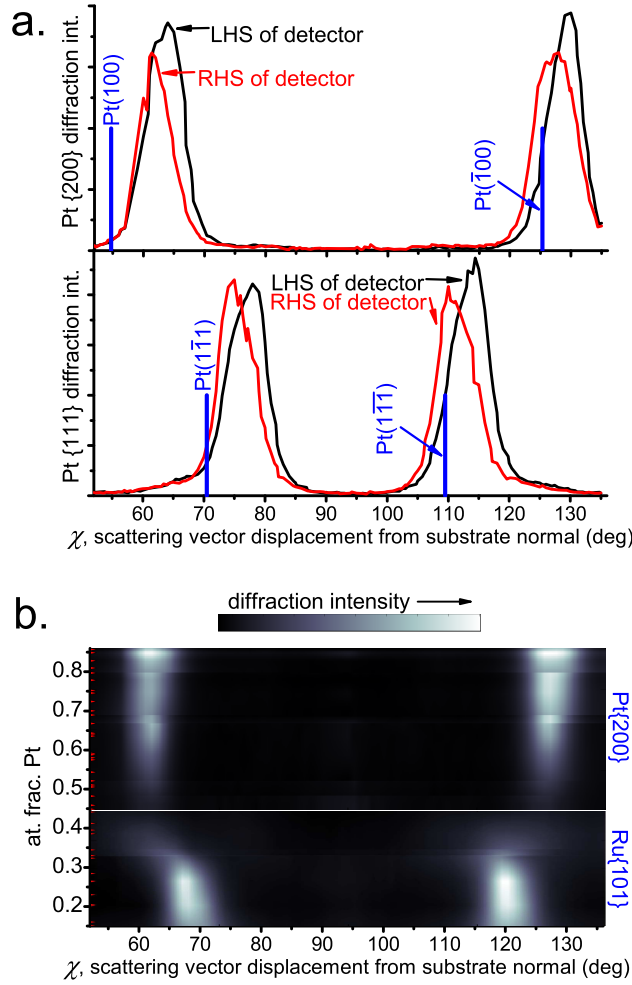 a.
Pt {200} diffraction int.
Pt(100)
LHS of detector
RHS of detector
Pt(1̅00)
Pt {111} diffraction int.
Pt(11̅1)
LHS of detector
RHS of detector
Pt(11̅1̅)
60 70 80 90 100 110 120 130
χ, scattering vector displacement from substrate normal (deg)
b.
diffraction intensity
at. frac. Pt
0.8
0.7
0.6
0.5
0.4
0.3
0.2
Pt{200}
Ru{101}
60 70 80 90 100 110 120 130
χ, scattering vector displacement from substrate normal (deg)